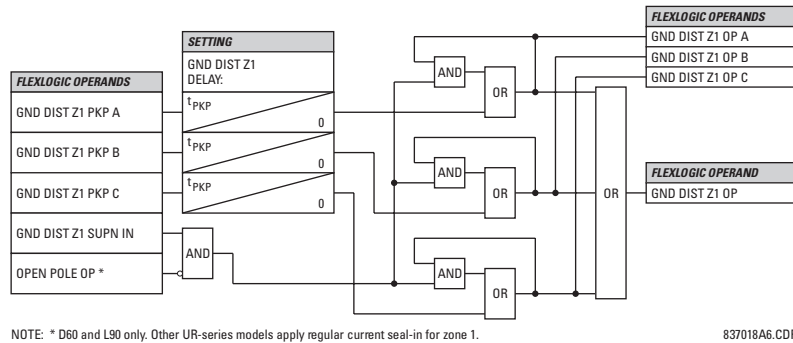 FLEXLOGIC OPERANDS
GND DIST Z1 PKP A
GND DIST Z1 PKP B
GND DIST Z1 PKP C
GND DIST Z1 SUPN IN
OPEN POLE OP *
SETTING
GND DIST Z1
DELAY:
tPKP
0
tPKP
0
tPKP
0
AND
AND
OR
AND
OR
AND
OR
OR
FLEXLOGIC OPERANDS
GND DIST Z1 OP A
GND DIST Z1 OP B
GND DIST Z1 OP C
FLEXLOGIC OPERAND
GND DIST Z1 OP
NOTE: * D60 and L90 only. Other UR-series models apply regular current seal-in for zone 1.
837018A6.CDR